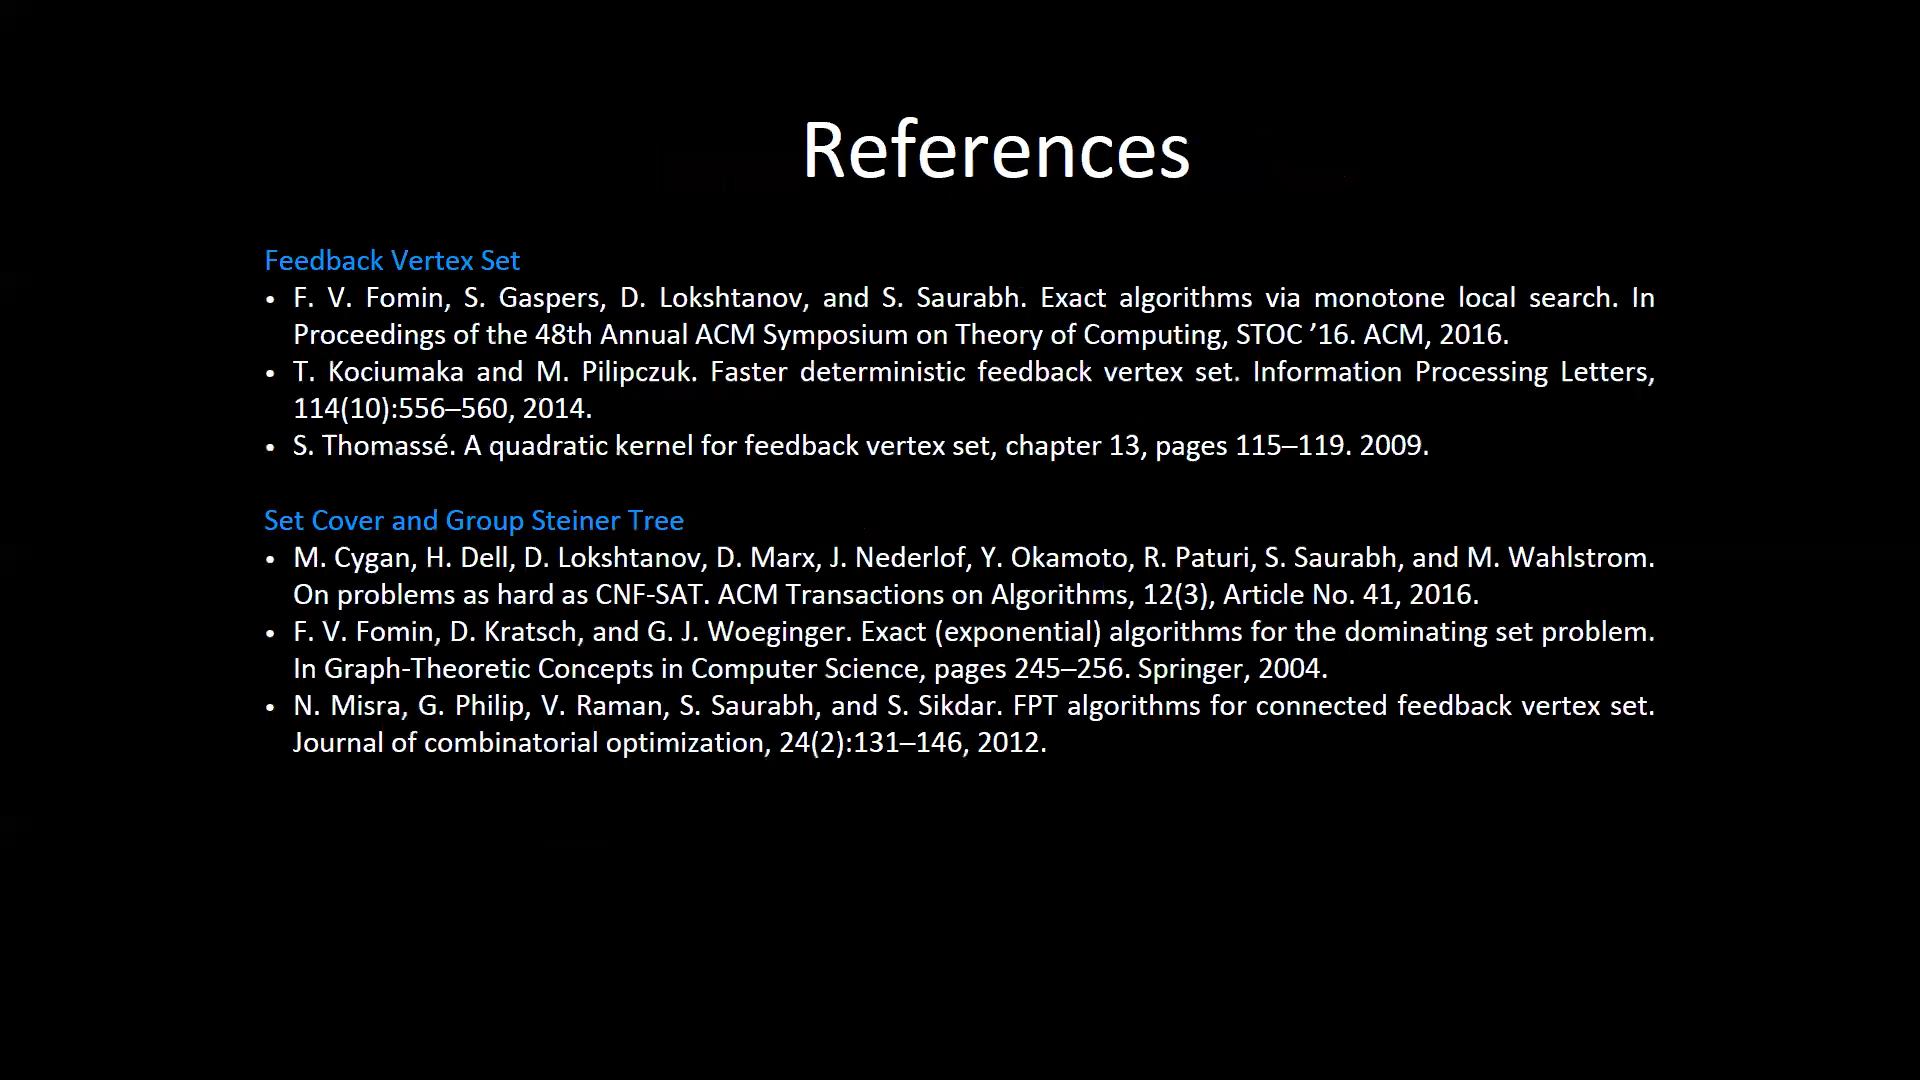 References
Feedback Vertex Set
• F. V. Fomin, S. Gaspers, D. Lokshtanov, and S. Saurabh. Exact algorithms via monotone local search. In
Proceedings of the 48th Annual ACM Symposium on Theory of Computing, STOC ’16. ACM, 2016.
• T. Kociumaka and M. Pilipczuk. Faster deterministic feedback vertex set. Information Processing Letters,
114(10):556–560, 2014.
• S. Thomassé. A quadratic kernel for feedback vertex set, chapter 13, pages 115–119. 2009.
Set Cover and Group Steiner Tree
• M. Cygan, H. Dell, D. Lokshtanov, D. Marx, J. Nederlof, Y. Okamoto, R. Paturi, S. Saurabh, and M. Wahlstrom.
On problems as hard as CNF-SAT. ACM Transactions on Algorithms, 12(3), Article No. 41, 2016.
• F. V. Fomin, D. Kratsch, and G. J. Woeginger. Exact (exponential) algorithms for the dominating set problem.
In Graph-Theoretic Concepts in Computer Science, pages 245–256. Springer, 2004.
• N. Misra, G. Philip, V. Raman, S. Saurabh, and S. Sikdar. FPT algorithms for connected feedback vertex set.
Journal of combinatorial optimization, 24(2):131–146, 2012.